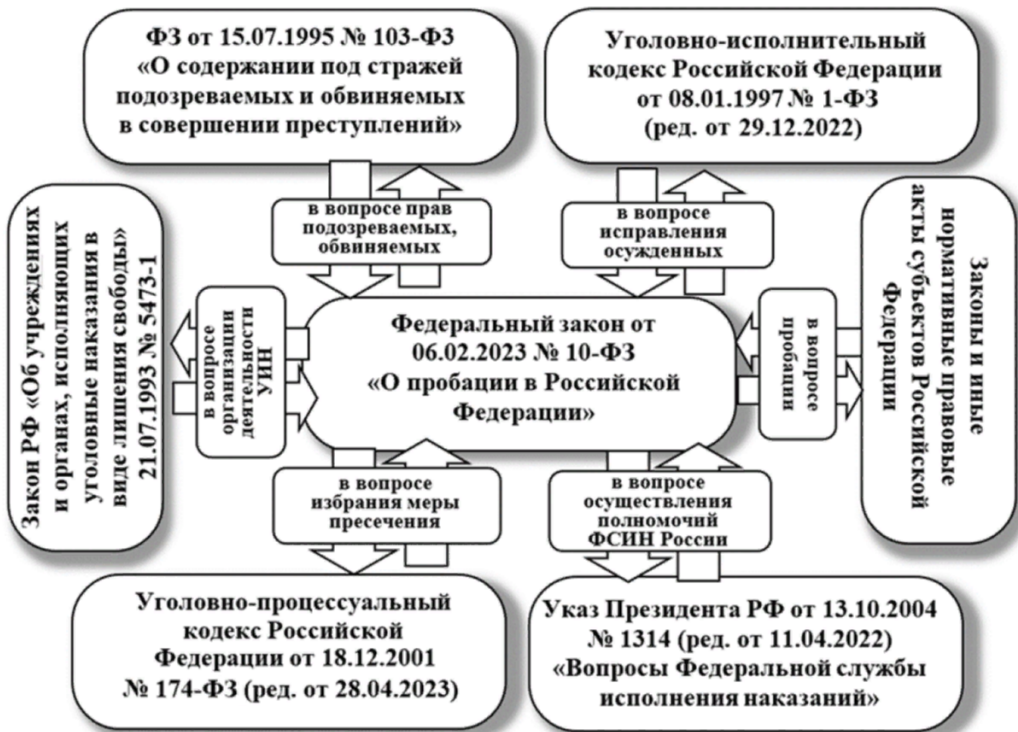 ФЗ от 15.07.1995 № 103-ФЗ
«О содержании под стражей
подозреваемых и обвиняемых
в совершении преступлений»
Уголовно-исполнительный
кодекс Российской Федерации
от 08.01.1997 № 1-ФЗ
(ред. от 29.12.2022)
в вопросе прав
подозреваемых,
обвиняемых
в вопросе
исправления
осужденных
Закон РФ «Об учреждениях
и органах, исполняющих
уголовные наказания в
виде лишения свободы»
21.07.1993 № 5473-1
в вопросе
организации
деятельности
УИН
Федеральный закон от
06.02.2023 № 10-ФЗ
«О пробации в Российской
Федерации»
в вопросе
пробации
Законы и иные
нормативные правовые
акты субъектов Российской
Федерации
в вопросе
избрания меры
пресечения
в вопросе
осуществления
полномочий
ФСИН России
Уголовно-процессуальный
кодекс Российской
Федерации от 18.12.2001
№ 174-ФЗ (ред. от 28.04.2023)
Указ Президента РФ от 13.10.2004
№ 1314 (ред. от 11.04.2022)
«Вопросы Федеральной службы
исполнения наказаний»